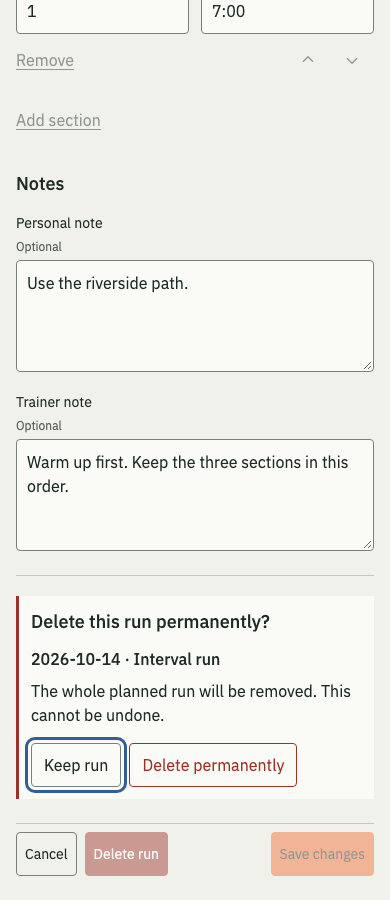 1
7:00
Remove
Add section
Notes
Personal note
Optional
Use the riverside path.
Trainer note
Optional
Warm up first. Keep the three sections in this
order.
Delete this run permanently?
2026-10-14 · Interval run
The whole planned run will be removed. This
cannot be undone.
Keep run
Delete permanently
Cancel
Delete run
Save changes